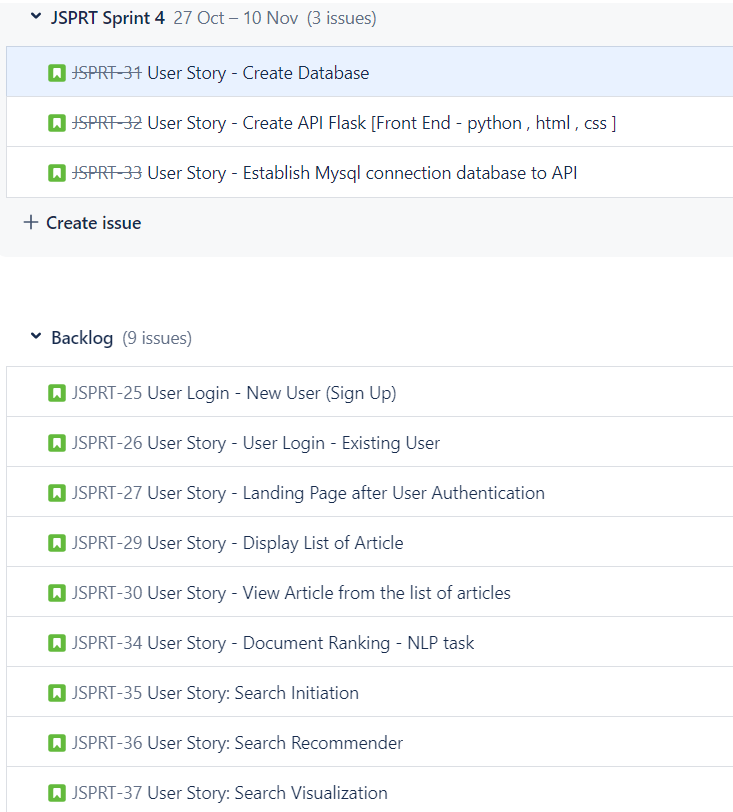 JSPRT Sprint 4 27 Oct – 10 Nov (3 issues)
JSPRT-31 User Story - Create Database
JSPRT-32 User Story - Create API Flask [Front End - python , html , css ]
JSPRT-33 User Story - Establish Mysql connection database to API
+ Create issue
Backlog (9 issues)
JSPRT-25 User Login - New User (Sign Up)
JSPRT-26 User Story - User Login - Existing User
JSPRT-27 User Story - Landing Page after User Authentication
JSPRT-29 User Story - Display List of Article
JSPRT-30 User Story - View Article from the list of articles
JSPRT-34 User Story - Document Ranking - NLP task
JSPRT-35 User Story: Search Initiation
JSPRT-36 User Story: Search Recommender
JSPRT-37 User Story: Search Visualization